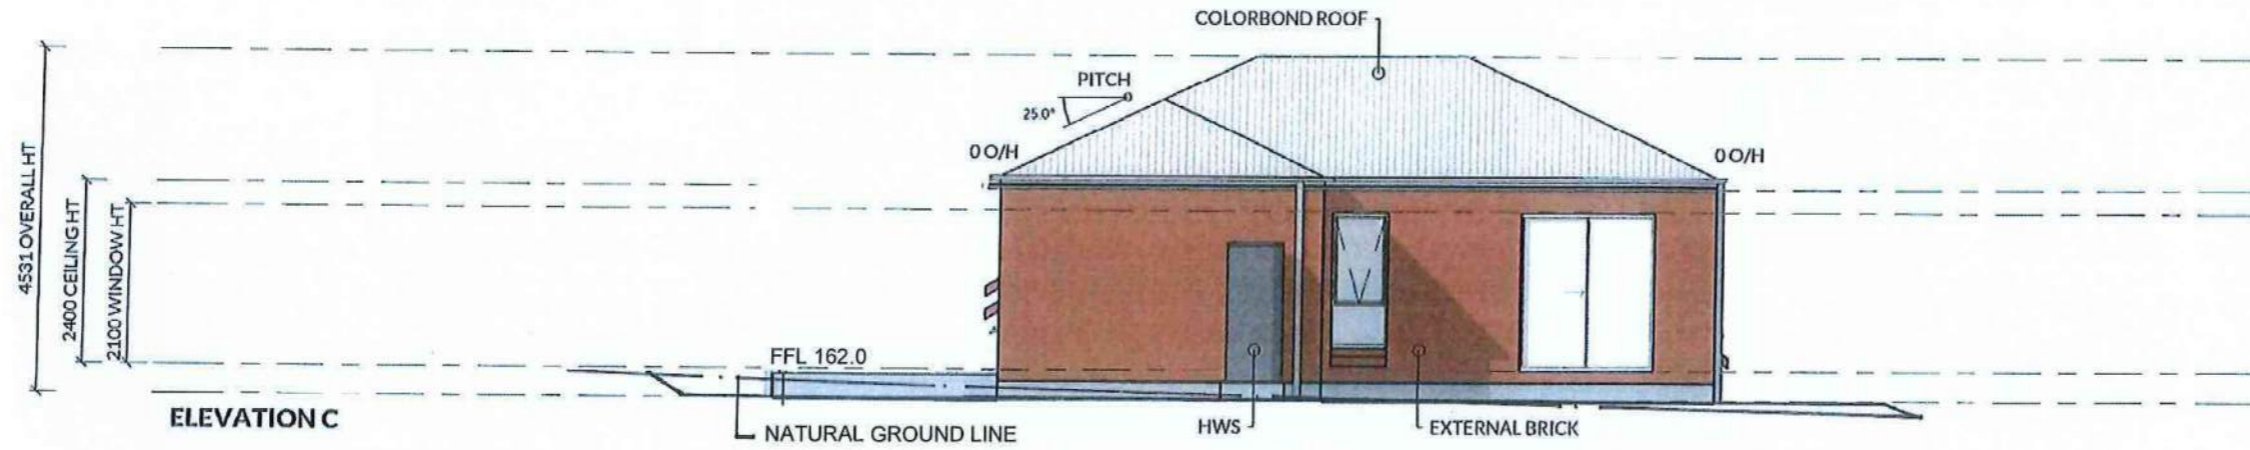 COLORBOND ROOF
PITCH
25.0°
0 O/H
0 O/H
4531 OVERALL HT
2400 CEILING HT
2100 WINDOW HT
FFL 162.0
ELEVATION C
NATURAL GROUND LINE
HWS
EXTERNAL BRICK